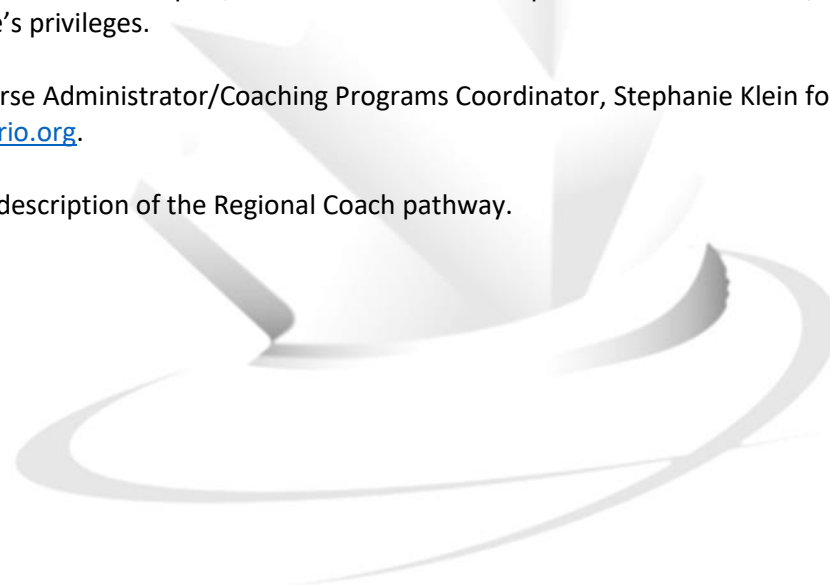 e's privileges.
rse Administrator/Coaching Programs Coordinator, Stephanie Klein fo
rio.org.
description of the Regional Coach pathway.